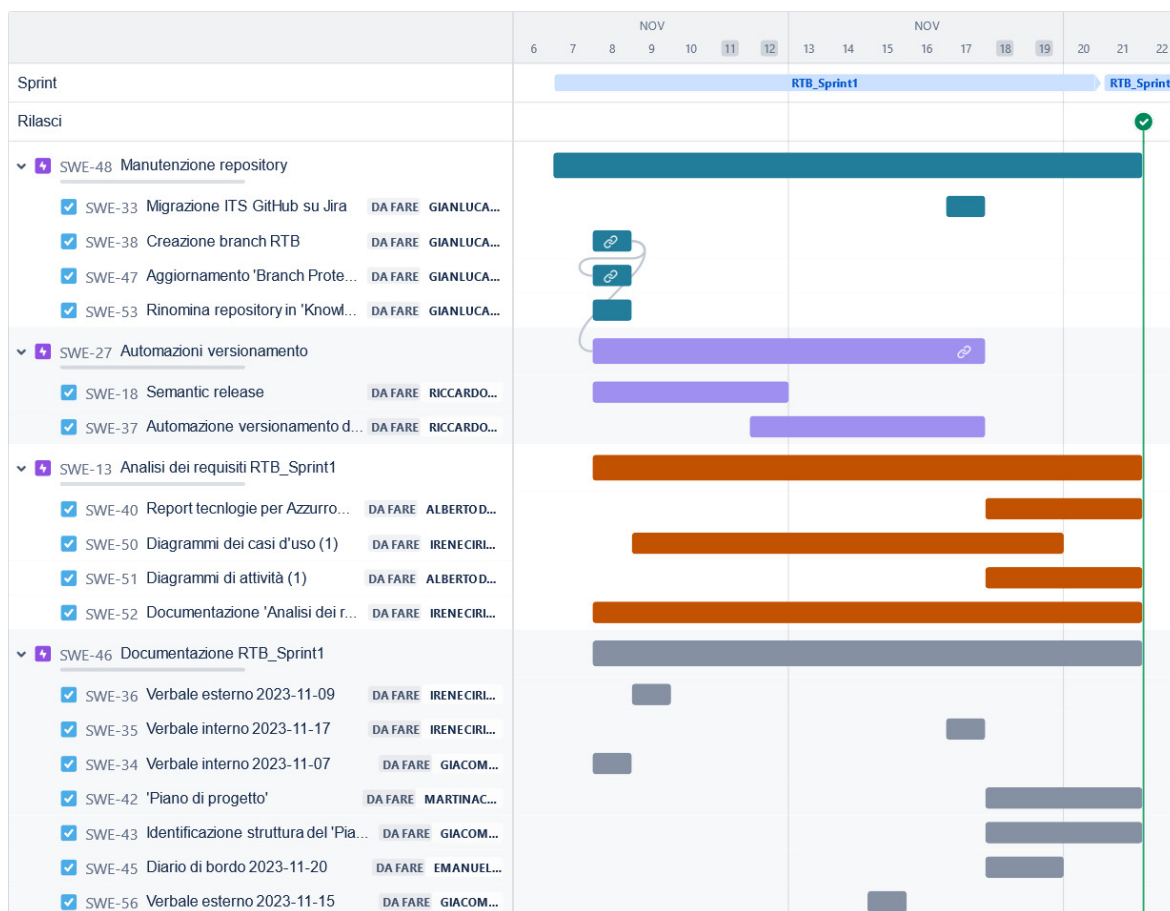 NOV NOV
6 7 8 9 10 11 12 13 14 15 16 17 18 19 20 21 22
Sprint RTB_Sprint1 RTB_Sprint
Rilasci
SWE-48 Manutenzione repository
SWE-33 Migrazione ITS GitHub su Jira DA FARE GIANLUCA...
SWE-38 Creazione branch RTB DA FARE GIANLUCA...
SWE-47 Aggiornamento 'Branch Prote... DA FARE GIANLUCA...
SWE-53 Rinomina repository in 'Knowl... DA FARE GIANLUCA...
SWE-27 Automazioni versionamento
SWE-18 Semantic release DA FARE RICCARDO...
SWE-37 Automazione versionamento d... DA FARE RICCARDO...
SWE-13 Analisi dei requisiti RTB_Sprint1
SWE-40 Report tecnlogie per Azzurro... DA FARE ALBERTO D...
SWE-50 Diagrammi dei casi d'uso (1) DA FARE IRENE CIRI...
SWE-51 Diagrammi di attività (1) DA FARE ALBERTO D...
SWE-52 Documentazione 'Analisi dei r... DA FARE IRENE CIRI...
SWE-46 Documentazione RTB_Sprint1
SWE-36 Verbale esterno 2023-11-09 DA FARE IRENE CIRI...
SWE-35 Verbale interno 2023-11-17 DA FARE IRENE CIRI...
SWE-34 Verbale interno 2023-11-07 DA FARE GIACOM...
SWE-42 'Piano di progetto' DA FARE MARTINA C...
SWE-43 Identificazione struttura del 'Pia... DA FARE GIACOM...
SWE-45 Diario di bordo 2023-11-20 DA FARE EMANUEL...
SWE-56 Verbale esterno 2023-11-15 DA FARE GIACOM...